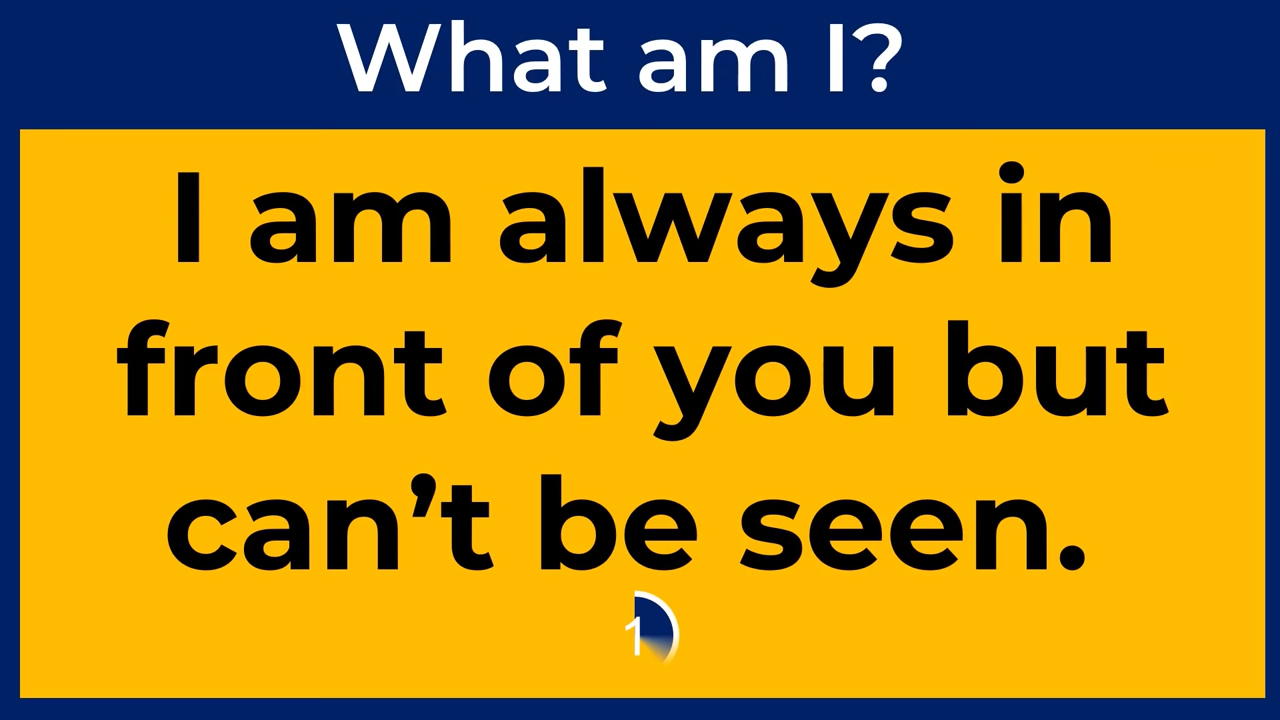 What am I?
I am always in
front of you but
can’t be seen.
1